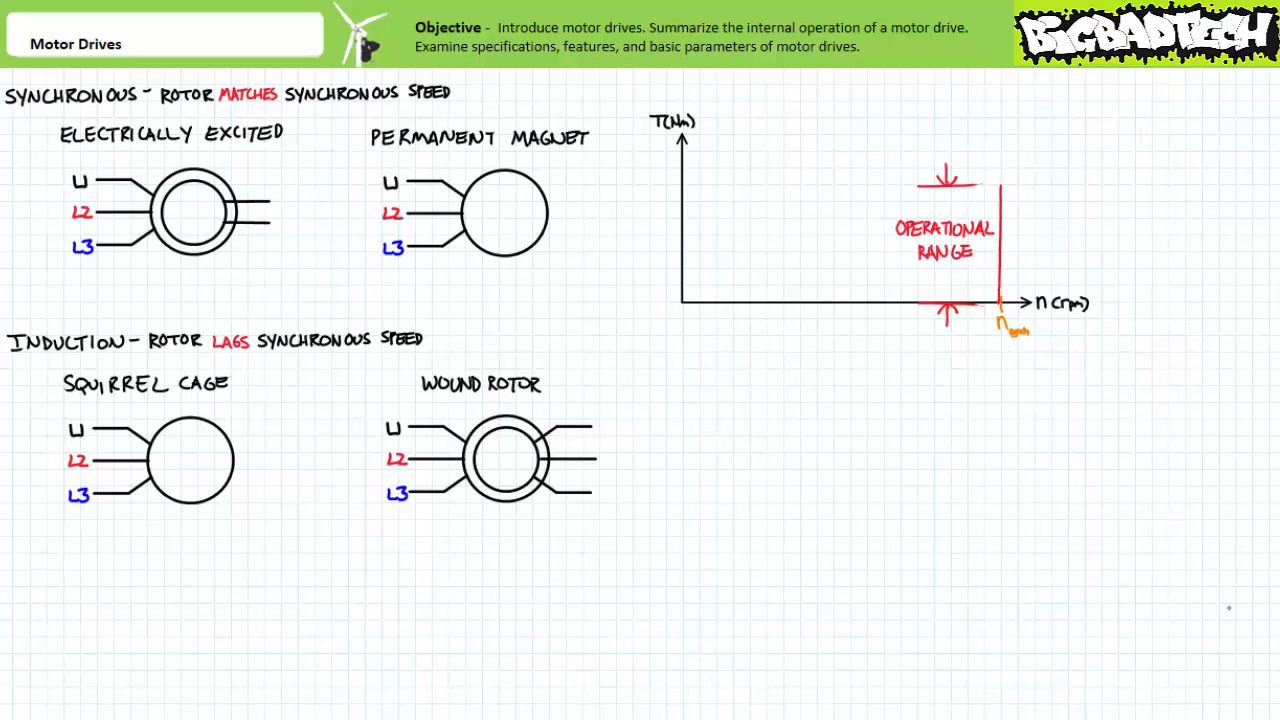 Motor Drives
Objective - Introduce motor drives. Summarize the internal operation of a motor drive.
Examine specifications, features, and basic parameters of motor drives.
BIGBADTECH
SYNCHRONOUS - ROTOR MATCHES SYNCHRONOUS SPEED
ELECTRICALLY EXCITED
L1
L2
L3
PERMANENT MAGNET
L1
L2
L3
T(Nm)
OPERATIONAL
RANGE
n(rpm)
nsynch
INDUCTION - ROTOR LAGS SYNCHRONOUS SPEED
SQUIRREL CAGE
L1
L2
L3
WOUND ROTOR
L1
L2
L3